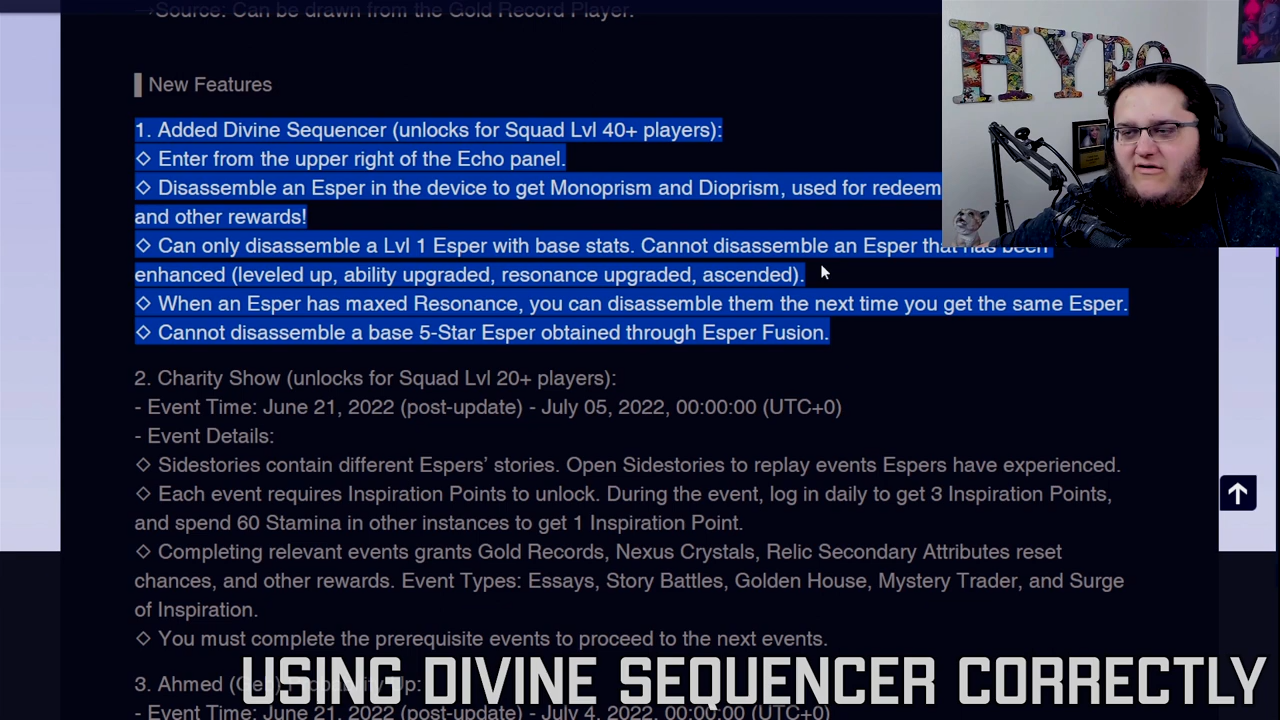 →Source: Can be drawn from the Gold Record Player.
HYPO
New Features
1. Added Divine Sequencer (unlocks for Squad Lvl 40+ players):
◇ Enter from the upper right of the Echo panel.
◇ Disassemble an Esper in the device to get Monoprism and Dioprism, used for redeem
and other rewards!
◇ Can only disassemble a Lvl 1 Esper with base stats. Cannot disassemble an Esper that has been
enhanced (leveled up, ability upgraded, resonance upgraded, ascended).
◇ When an Esper has maxed Resonance, you can disassemble them the next time you get the same Esper.
◇ Cannot disassemble a base 5-Star Esper obtained through Esper Fusion.
2. Charity Show (unlocks for Squad Lvl 20+ players):
- Event Time: June 21, 2022 (post-update) - July 05, 2022, 00:00:00 (UTC+0)
- Event Details:
◇ Sidestories contain different Espers' stories. Open Sidestories to replay events Espers have experienced.
◇ Each event requires Inspiration Points to unlock. During the event, log in daily to get 3 Inspiration Points,
and spend 60 Stamina in other instances to get 1 Inspiration Point.
◇ Completing relevant events grants Gold Records, Nexus Crystals, Relic Secondary Attributes reset
chances, and other rewards. Event Types: Essays, Story Battles, Golden House, Mystery Trader, and Surge
of Inspiration.
◇ You must complete the prerequisite events to proceed to the next events.
USING DIVINE SEQUENCER CORRECTLY
3. Ahmed (Geb) Probability Up:
- Event Time: June 21, 2022 (post-update) - July 4, 2022, 00:00:00 (UTC+0)